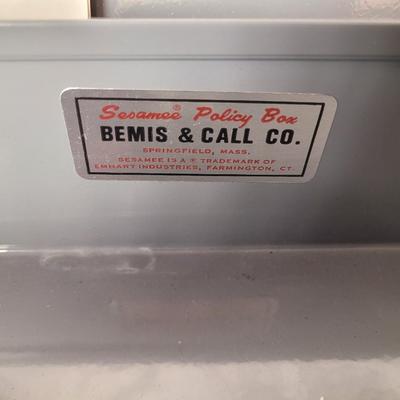 Sesamee® Policy Box
BEMIS & CALL CO.
SPRINGFIELD, MASS.
SESAMEE IS A ® TRADEMARK OF
EMHART INDUSTRIES, FARMINGTON, CT.